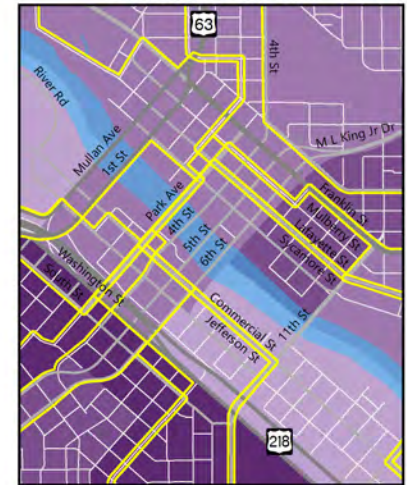 63
4th St
River Rd
M L King Jr Dr
Mullan Ave
1st St
Park Ave
4th St
5th St
6th St
Franklin St
Mulberry St
Lafayette St
Sycamore St
Washington St
South St
Commercial St
Jefferson St
11th St
218